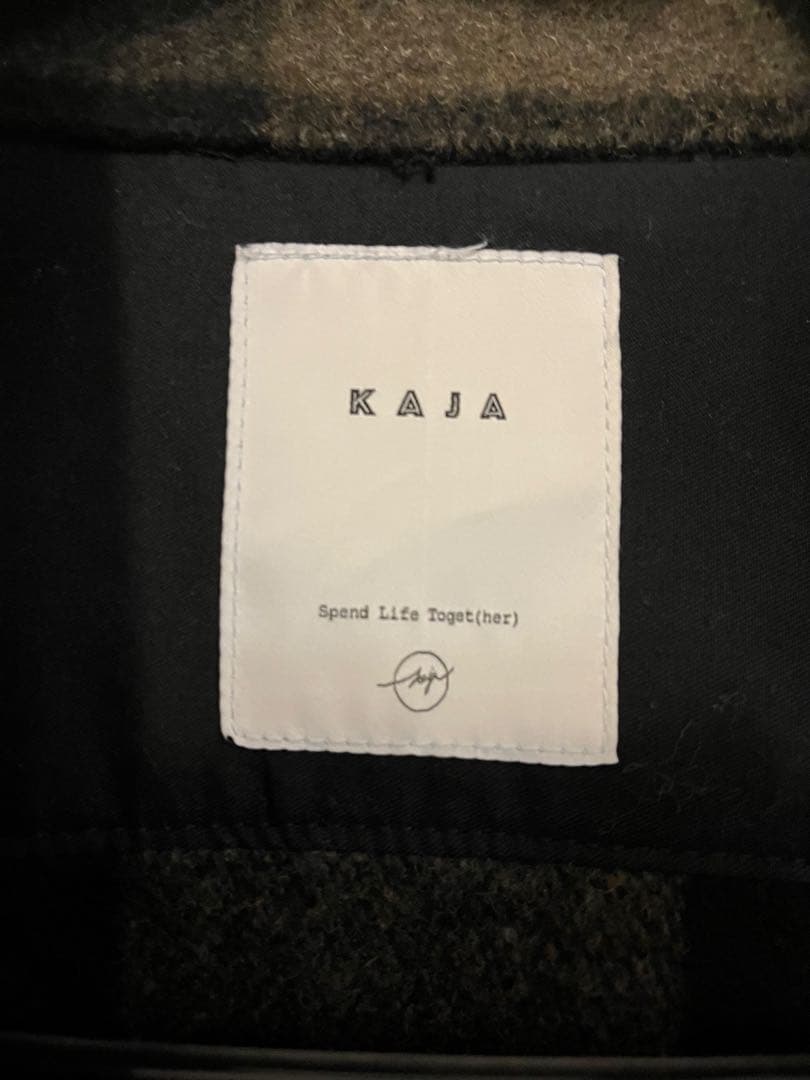 KAJA
Spend Life Toget(her)